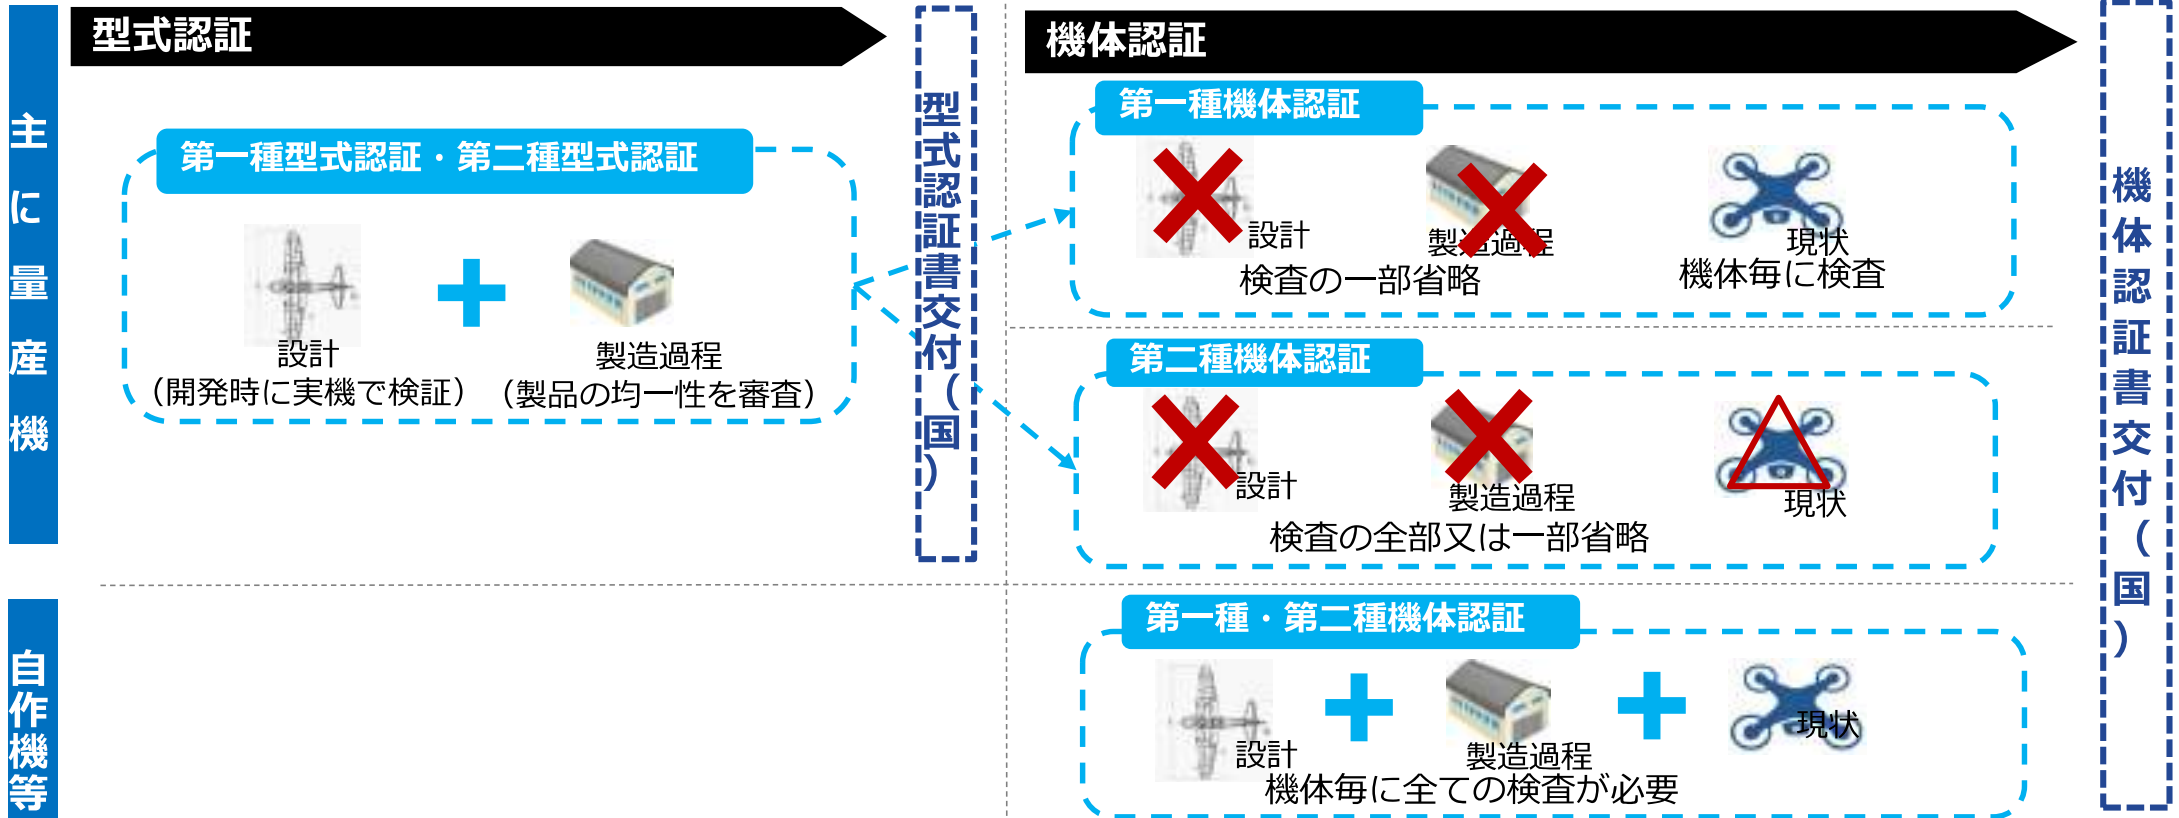 主に量産機
型式認証
第一種型式認証・第二種型式認証
設計
（開発時に実機で検証）
製造過程
（製品の均一性を審査）
型式認証書交付（国）
機体認証
第一種機体認証
設計
製造過程
検査の一部省略
現状
機体毎に検査
第二種機体認証
設計
製造過程
検査の全部又は一部省略
現状
自作機等
第一種・第二種機体認証
設計
製造過程
現状
機体毎に全ての検査が必要
機体認証書交付（国）